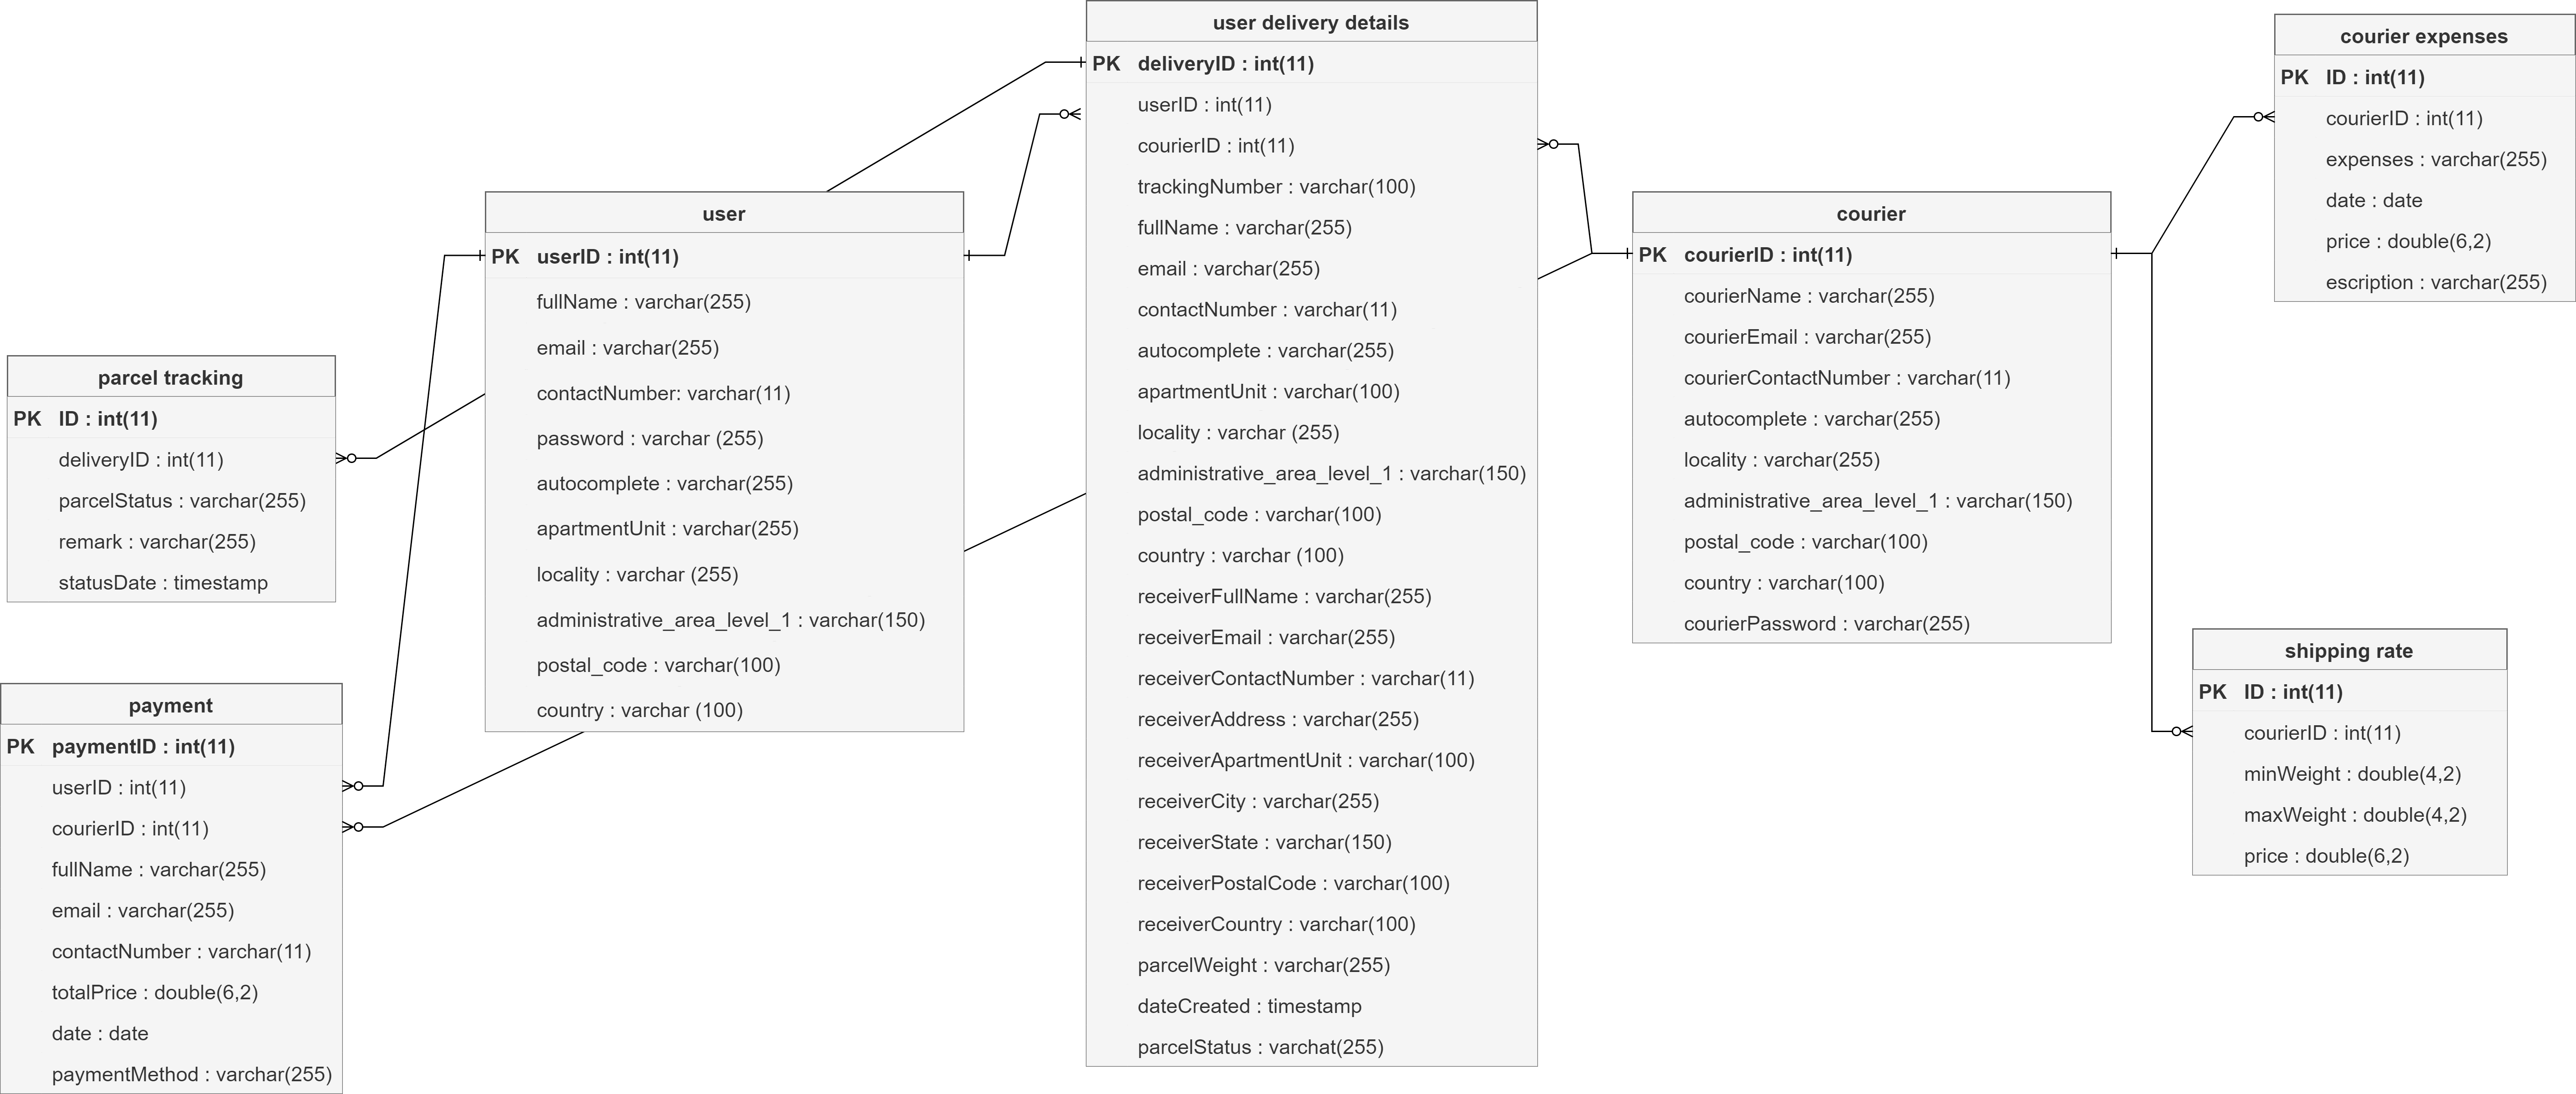 user delivery details
PK deliveryID : int(11)
userID : int(11)
courierID : int(11)
trackingNumber : varchar(100)
fullName : varchar(255)
email : varchar(255)
contactNumber : varchar(11)
autocomplete : varchar(255)
apartmentUnit : varchar(100)
locality : varchar (255)
administrative_area_level_1 : varchar(150)
postal_code : varchar(100)
country : varchar (100)
receiverFullName : varchar(255)
receiverEmail : varchar(255)
receiverContactNumber : varchar(11)
receiverAddress : varchar(255)
receiverApartmentUnit : varchar(100)
receiverCity : varchar(255)
receiverState : varchar(150)
receiverPostalCode : varchar(100)
receiverCountry : varchar(100)
parcelWeight : varchar(255)
dateCreated : timestamp
parcelStatus : varchat(255)
courier expenses
PK ID : int(11)
courierID : int(11)
expenses : varchar(255)
date : date
price : double(6,2)
escription : varchar(255)
user
PK userID : int(11)
fullName : varchar(255)
email : varchar(255)
contactNumber: varchar(11)
password : varchar (255)
autocomplete : varchar(255)
apartmentUnit : varchar(255)
locality : varchar (255)
administrative_area_level_1 : varchar(150)
postal_code : varchar(100)
country : varchar (100)
courier
PK courierID : int(11)
courierName : varchar(255)
courierEmail : varchar(255)
courierContactNumber : varchar(11)
autocomplete : varchar(255)
locality : varchar(255)
administrative_area_level_1 : varchar(150)
postal_code : varchar(100)
country : varchar(100)
courierPassword : varchar(255)
parcel tracking
PK ID : int(11)
deliveryID : int(11)
parcelStatus : varchar(255)
remark : varchar(255)
statusDate : timestamp
shipping rate
PK ID : int(11)
courierID : int(11)
minWeight : double(4,2)
maxWeight : double(4,2)
price : double(6,2)
payment
PK paymentID : int(11)
userID : int(11)
courierID : int(11)
fullName : varchar(255)
email : varchar(255)
contactNumber : varchar(11)
totalPrice : double(6,2)
date : date
paymentMethod : varchar(255)